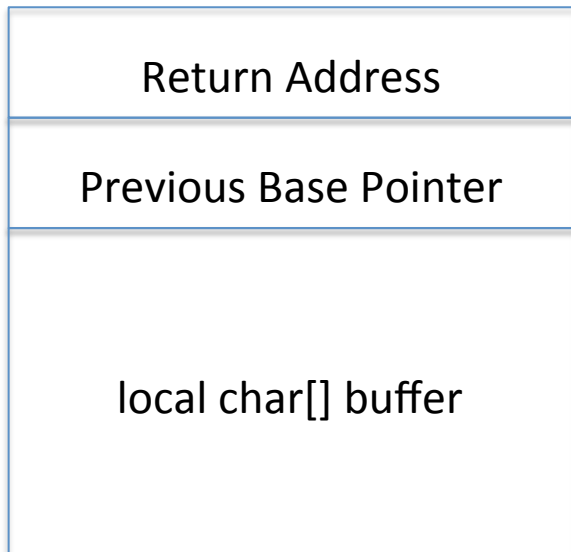 Return Address
Previous Base Pointer
local char[] buffer